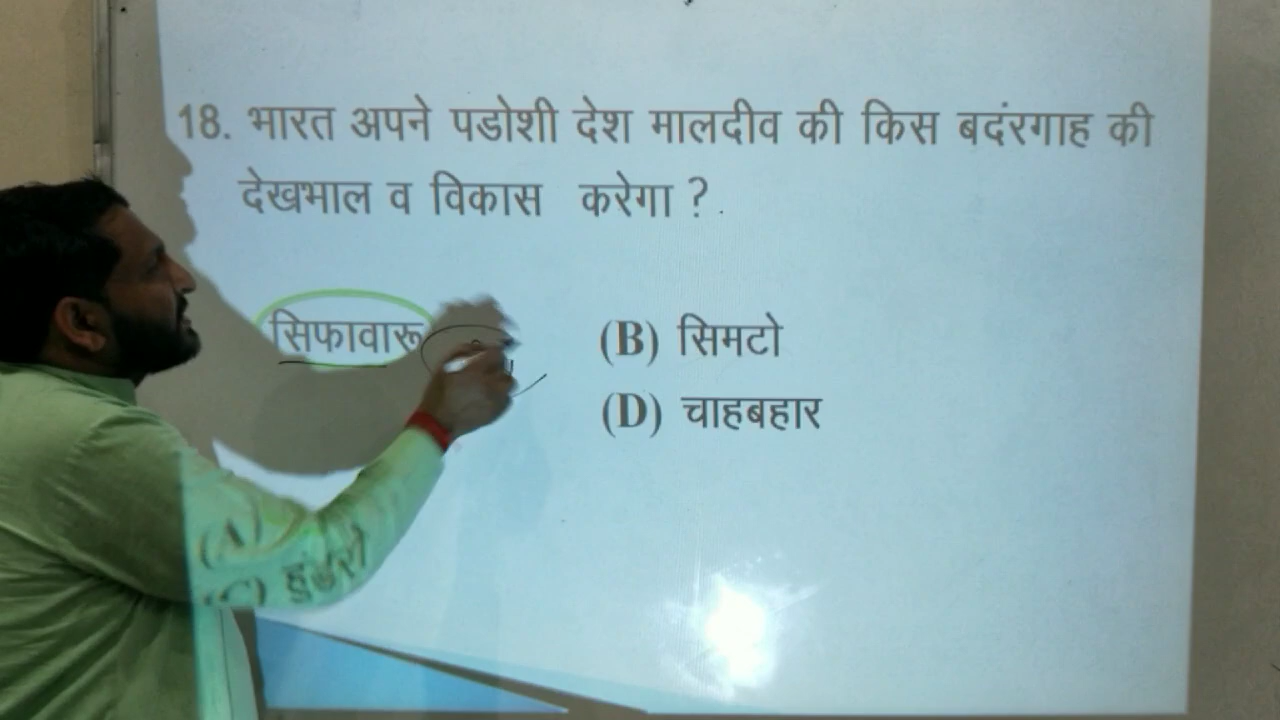 18. भारत अपने पडोशी देश मालदीव की किस बदंरगाह की
देखभाल व विकास करेगा ?
(A) सिफावारू (B) सिमटो
(C) (D) चाहबहार